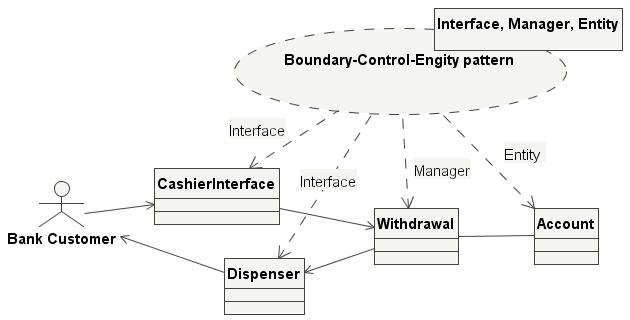 Interface, Manager, Entity
Boundary-Control-Engity pattern
Interface
Interface
Manager
Entity
CashierInterface
Bank Customer
Withdrawal
Account
Dispenser